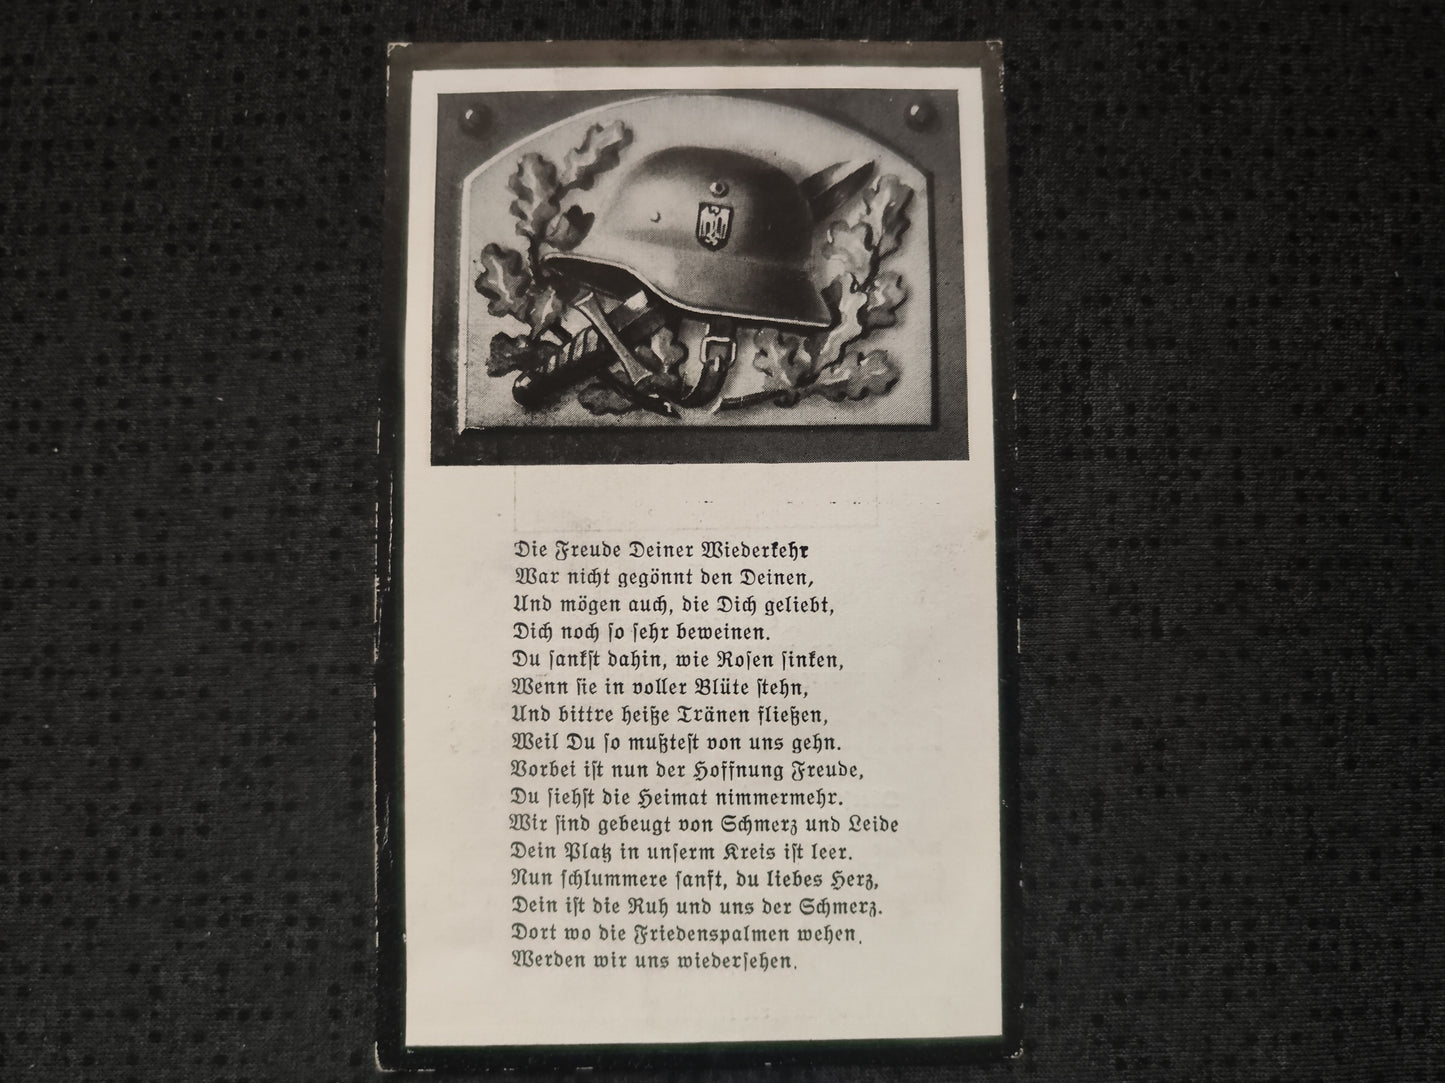 Die Freude Deiner Wiederkehr
War nicht gegönnt den Deinen,
Und mögen auch, die Dich geliebt,
Dich noch so sehr beweinen.
Du sankst dahin, wie Rosen sinken,
Wenn sie in voller Blüte stehn,
Und bittre heiße Tränen fließen,
Weil Du so mußtest von uns gehn.
Vorbei ist nun der Hoffnung Freude,
Du siehst die Heimat nimmermehr.
Wir sind gebeugt von Schmerz und Leide
Dein Platz in unserm Kreis ist leer.
Nun schlummere sanft, du liebes Herz,
Dein ist die Ruh und uns der Schmerz.
Dort wo die Friedenspalmen wehen,
Werden wir uns wiedersehen.